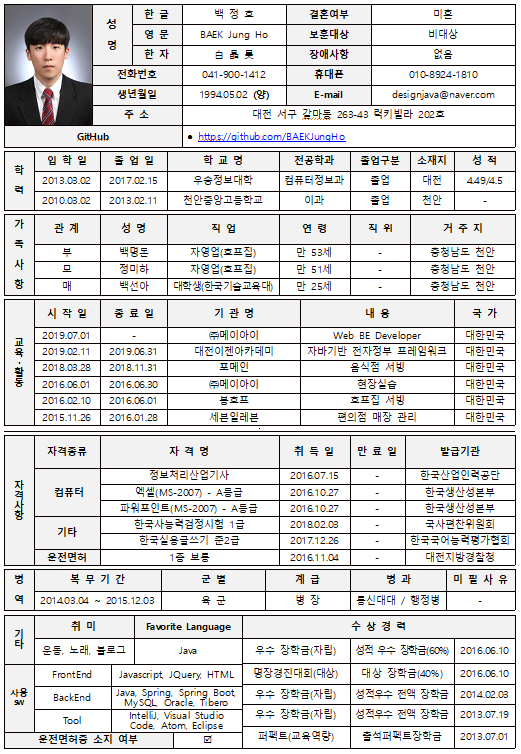 성 명
한 글 백 정 호 결혼여부 미혼
영 문 BAEK Jung Ho 보훈대상 비대상
한 자 白 晶 昊 장애사항 없음
전화번호 041-900-1412 휴대폰 010-8924-1810
생년월일 1994.05.02 (양) E-mail designjava@naver.com
주 소 대전 서구 갈마동 263-43 럭키빌라 202호
GitHub ● https://github.com/BAEKJungHo
학 력
입 학 일 졸 업 일 학 교 명 전공학과 졸업구분 소재지 성 적
2013.03.02 2017.02.15 우송정보대학 컴퓨터정보과 졸업 대전 4.49/4.5
2010.03.02 2013.02.11 천안중앙고등학교 이과 졸업 천안 -
가 족 사 항
관 계 성 명 직 업 연 령 직 위 거 주 지
부 백명돈 자영업(호프집) 만 53세 - 충청남도 천안
모 정미하 자영업(호프집) 만 51세 - 충청남도 천안
매 백선아 대학생(한국기술교육대) 만 25세 - 충청남도 천안
교 육 · 활 동
시 작 일 종 료 일 기 관 명 내 용 국 가
2019.07.01 - ㈜메이아이 Web BE Developer 대한민국
2019.02.11 2019.06.31 대전이젠아카데미 자바기반 전자정부 프레임워크 대한민국
2018.03.28 2018.11.31 포메인 음식점 서빙 대한민국
2016.06.01 2016.06.30 ㈜메이아이 현장실습 대한민국
2016.02.10 2016.06.01 봉호프 호프집 서빙 대한민국
2015.11.26 2016.01.28 세븐일레븐 편의점 매장 관리 대한민국
자 격 사 항
자격종류 자 격 명 취 득 일 만 료 일 발급기관
컴퓨터 정보처리산업기사 2016.07.15 - 한국산업인력공단
엑셀(MS-2007) - A등급 2016.10.27 - 한국생산성본부
파워포인트(MS-2007) - A등급 2016.10.27 - 한국생산성본부
기타 한국사능력검정시험 1급 2018.02.03 - 국사편찬위원회
한국실용글쓰기 준2급 2017.12.26 - 한국국어능력평가협회
운전면허 1종 보통 2016.11.04 - 대전지방경찰청
병 역
복 무 기 간 군 별 계 급 병 과 미 필 사 유
2014.03.04 ~ 2015.12.03 육 군 병 장 통신대대 / 행정병 -
기 타
취 미 Favorite Language 수 상 경 력
운동, 노래, 블로그 Java 우수 장학금(자립) 성적 우수 장학금(60%) 2016.06.10
사용 SW
FrontEnd Javascript, JQuery, HTML 명장경진대회(대상) 대상 장학금(40%) 2016.06.10
BackEnd Java, Spring, Spring Boot, MySQL, Oracle, Tibero 우수 장학금(자립) 성적우수 전액 장학금 2014.02.03
Tool IntelliJ, Visual Studio Code, Atom, Eclipse 우수 장학금(자립) 성적우수 전액 장학금 2013.07.19
운전면허증 소지 여부 ☑ 퍼펙트(교육역량) 출석퍼펙트장학금 2013.07.01